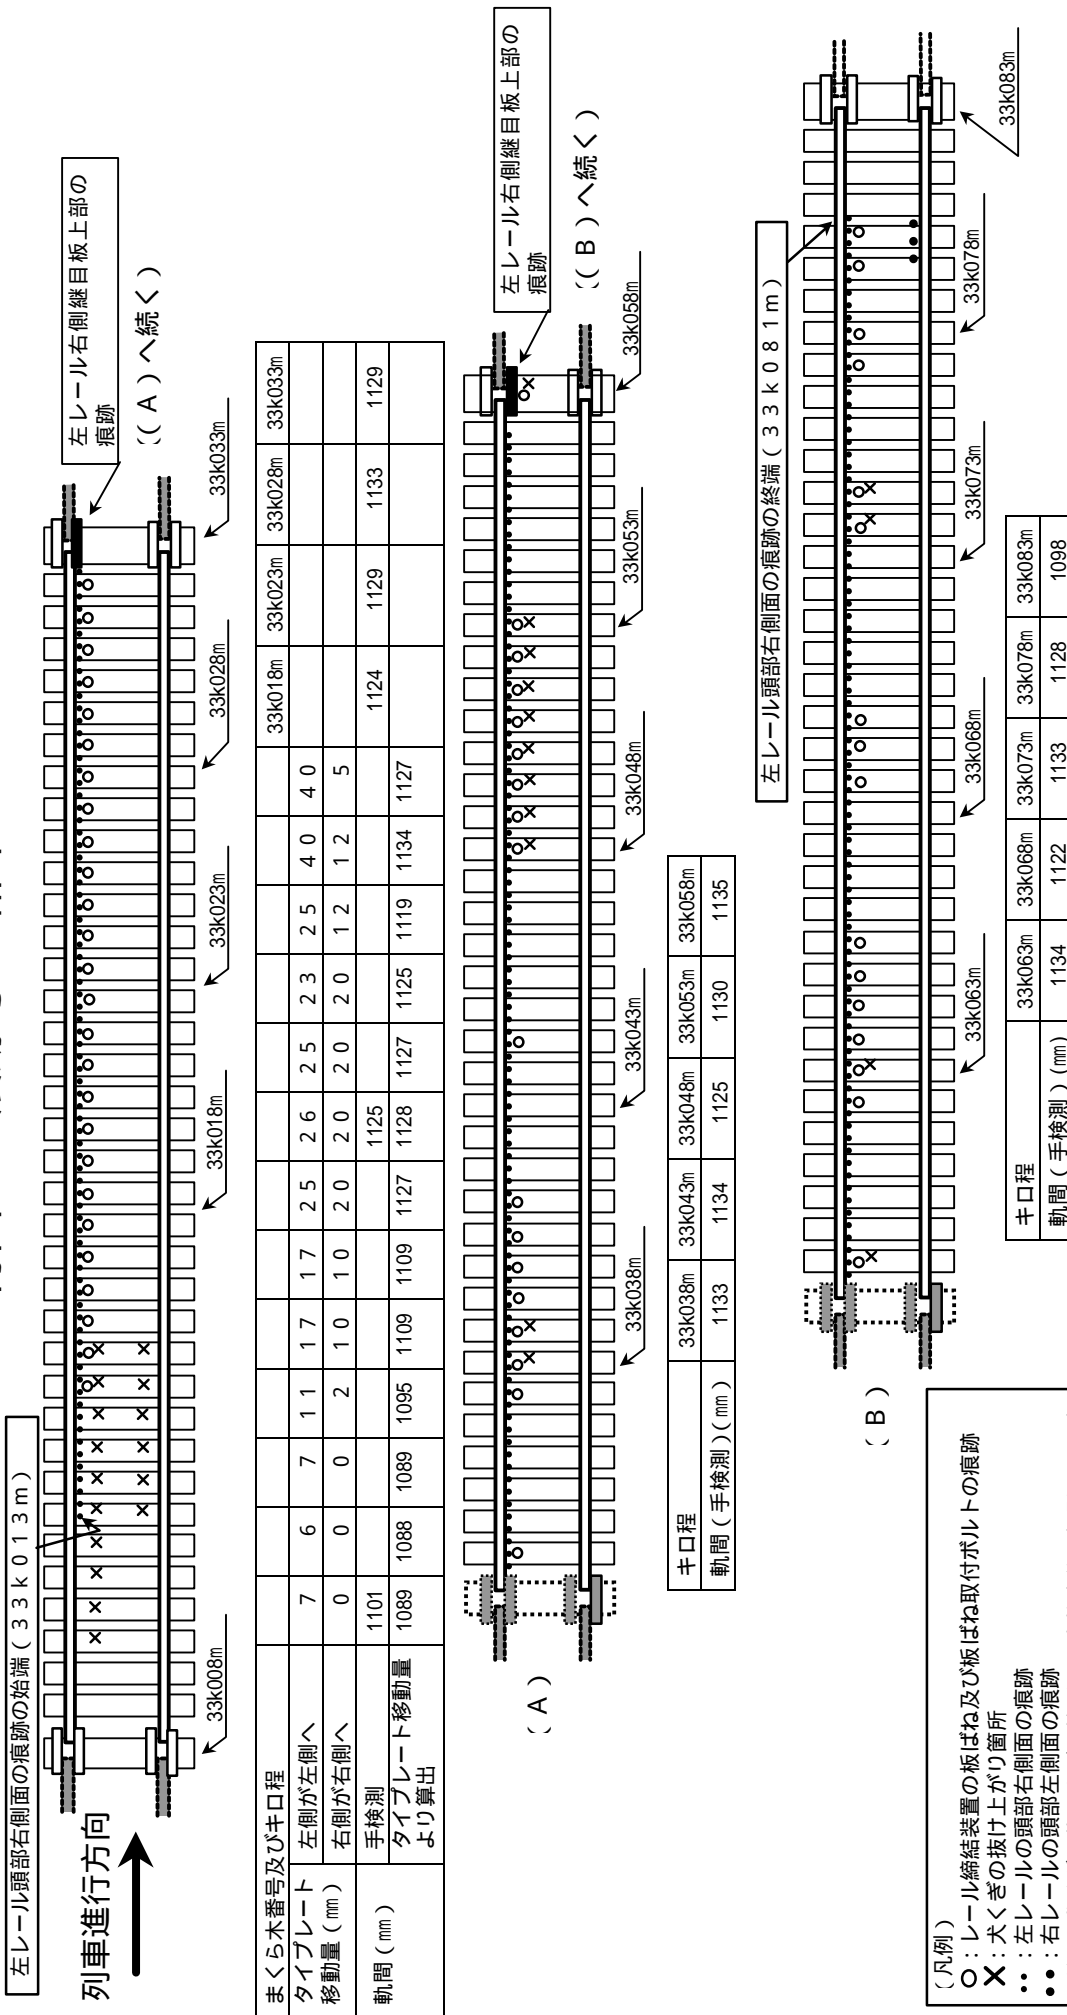 左レール頭部右側面の痕跡の始端(33k013m)
列車進行方向
左レール右側継目板上部の
痕跡
((A)へ続く)
33k008m
33k018m
33k023m
33k028m
33k033m
まくら木番号及びキロ程 33k018m 33k023m 33k028m 33k033m
タイプレート
移動量(㎜)
左側が左側へ 7 6 7 11 17 17 25 26 25 23 25 40 40
右側が右側へ 0 0 0 2 10 10 20 20 20 20 12 12 5
軌間(㎜)
手検測 1101 1125 1124 1129 1133 1129
タイプレート移動量
より算出
1089 1088 1089 1095 1109 1109 1127 1128 1127 1125 1119 1134 1127
(A)
左レール右側継目板上部の
痕跡
((B)へ続く)
33k038m
33k043m
33k048m
33k053m
33k058m
キロ程 33k038m 33k043m 33k048m 33k053m 33k058m
軌間(手検測)(㎜) 1133 1134 1125 1130 1135
(B)
左レール頭部右側面の痕跡の終端(33k081m)
33k063m
33k068m
33k073m
33k078m
33k083m
キロ程 33k063m 33k068m 33k073m 33k078m 33k083m
軌間(手検測)(㎜) 1134 1122 1133 1128 1098
(凡例)
○:レール締結装置の板ばね及び板ばね取付ボルトの痕跡
×:犬くぎの抜け上がり箇所
:左レールの頭部右側面の痕跡
:右レールの頭部左側面の痕跡